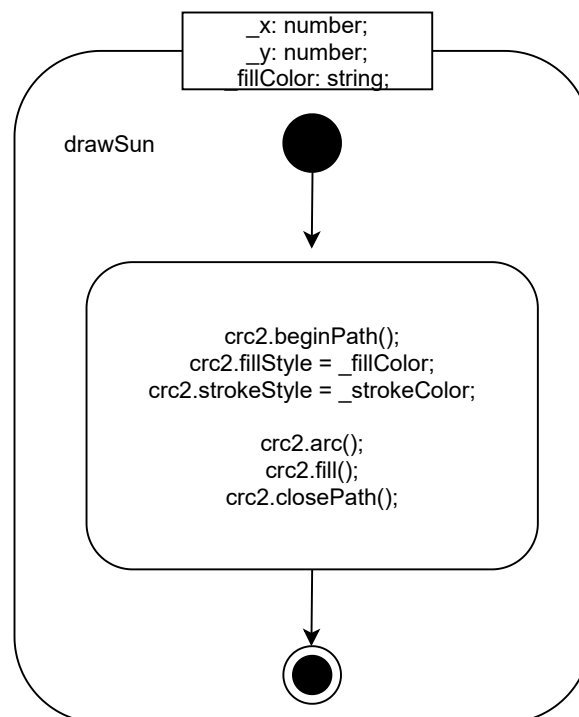 _x: number;
_y: number;
_fillColor: string;
drawSun
crc2.beginPath();
crc2.fillStyle = _fillColor;
crc2.strokeStyle = _strokeColor;
crc2.arc();
crc2.fill();
crc2.closePath();